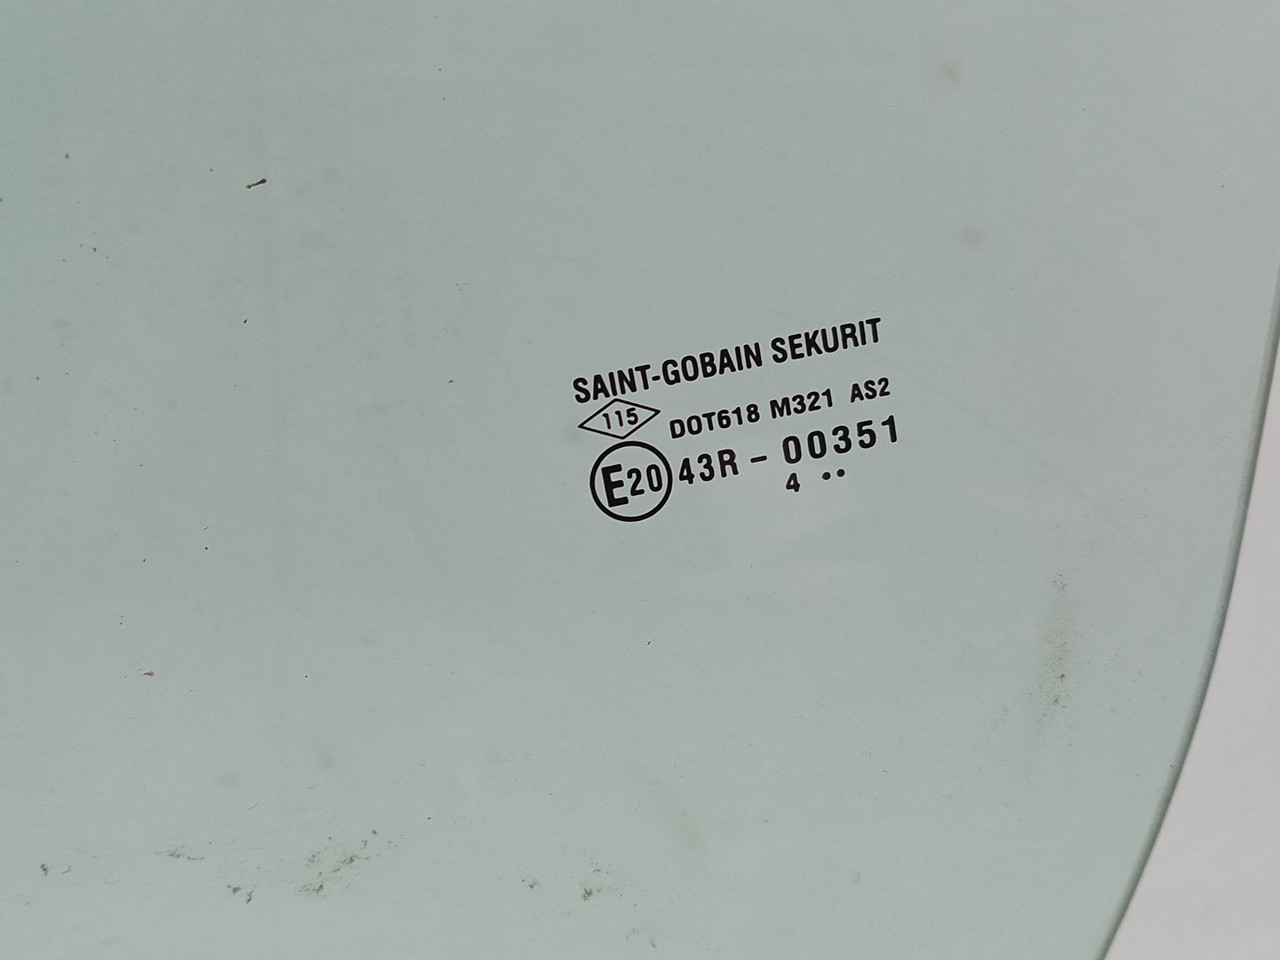 SAINT-GOBAIN SEKURIT
115 DOT618 M321 AS2
E20 43R - 00351
4 ••